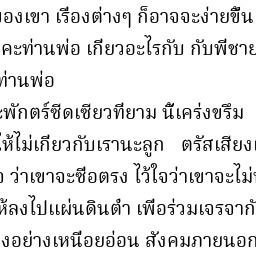 ของเขา เรื่องต่างๆ ก็อาจจะง่ายขึ้น
คะท่านพ่อ เกี่ยวอะไรกับ กับพี่ชาย
ท่านพ่อ
พักตร์ซีดเซียวทียาม นี้เคร่งขรึม
ให้ไม่เกี่ยวกับเรานะลูก ตรัสเสียง
ว่าเขาจะซื่อตรง ไว้ใจว่าเขาจะไม่
ห้ลงไปแผ่นดินต่ำ เพื่อร่วมเจรจา
งอย่างเหนื่อยอ่อน สังคมภายนอก